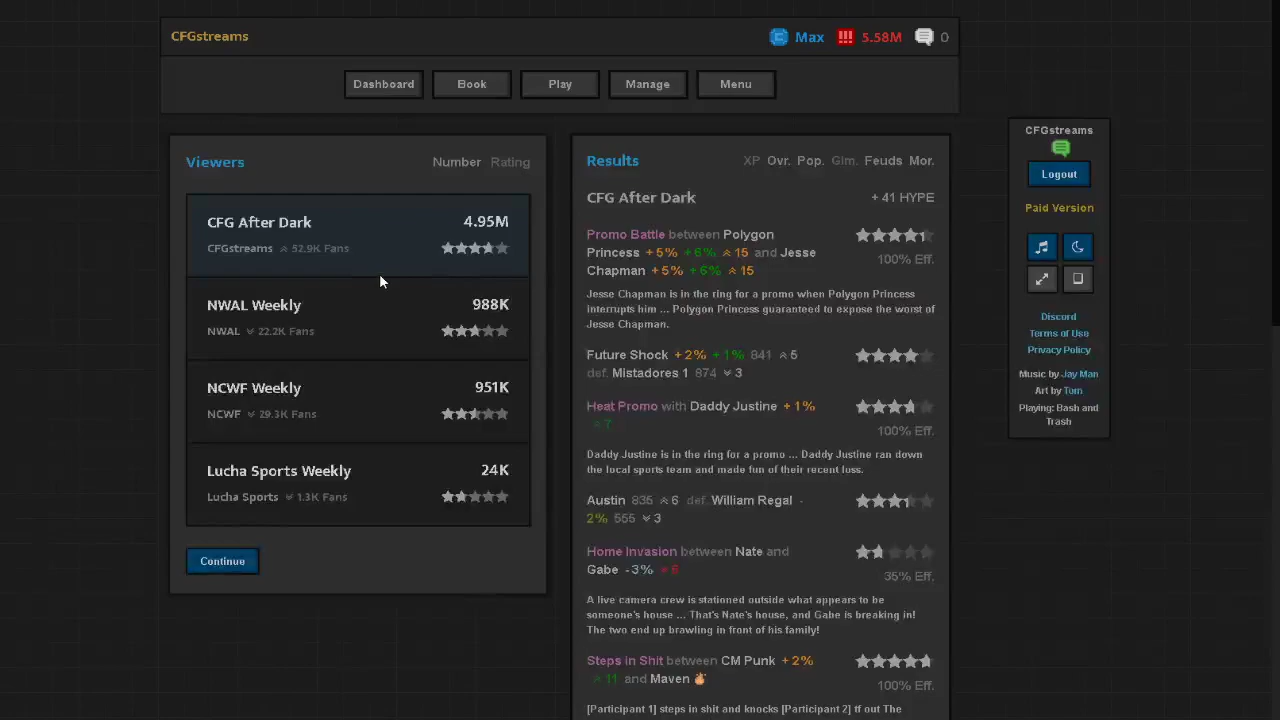 CFGstreams
Max 5.58M 0
Dashboard Book Play Manage Menu
Viewers Number Rating
CFG After Dark 4.95M
CFGstreams 52.9K Fans
NWAL Weekly 988K
NWAL 22.2K Fans
NCWF Weekly 951K
NCWF 29.3K Fans
Lucha Sports Weekly 24K
Lucha Sports 1.3K Fans
Continue
Results XP Ovr. Pop. Gim. Feuds Mor.
CFG After Dark + 41 HYPE
Promo Battle between Polygon
Princess +5% +6% 15 and Jesse
Chapman +5% +6% 15
100% Eff.
Jesse Chapman is in the ring for a promo when Polygon Princess
interrupts him ... Polygon Princess guaranteed to expose the worst of
Jesse Chapman.
Future Shock +2% +1% 841 5
def. Mistadores 1 874 3
Heat Promo with Daddy Justine +1%
7
100% Eff.
Daddy Justine is in the ring for a promo ... Daddy Justine ran down
the local sports team and made fun of their recent loss.
Austin 835 6 def. William Regal -
2% 555 3
Home Invasion between Nate and
Gabe -3% 6
35% Eff.
A live camera crew is stationed outside what appears to be
someone's house ... That's Nate's house, and Gabe is breaking in!
The two end up brawling in front of his family!
Steps in Shit between CM Punk +2%
11 and Maven
100% Eff.
[Participant 1] steps in shit and knocks [Participant 2] tf out The
CFGstreams
Logout
Paid Version
Discord
Terms of Use
Privacy Policy
Music by Jay Man
Art by Tom
Playing: Bash and
Trash